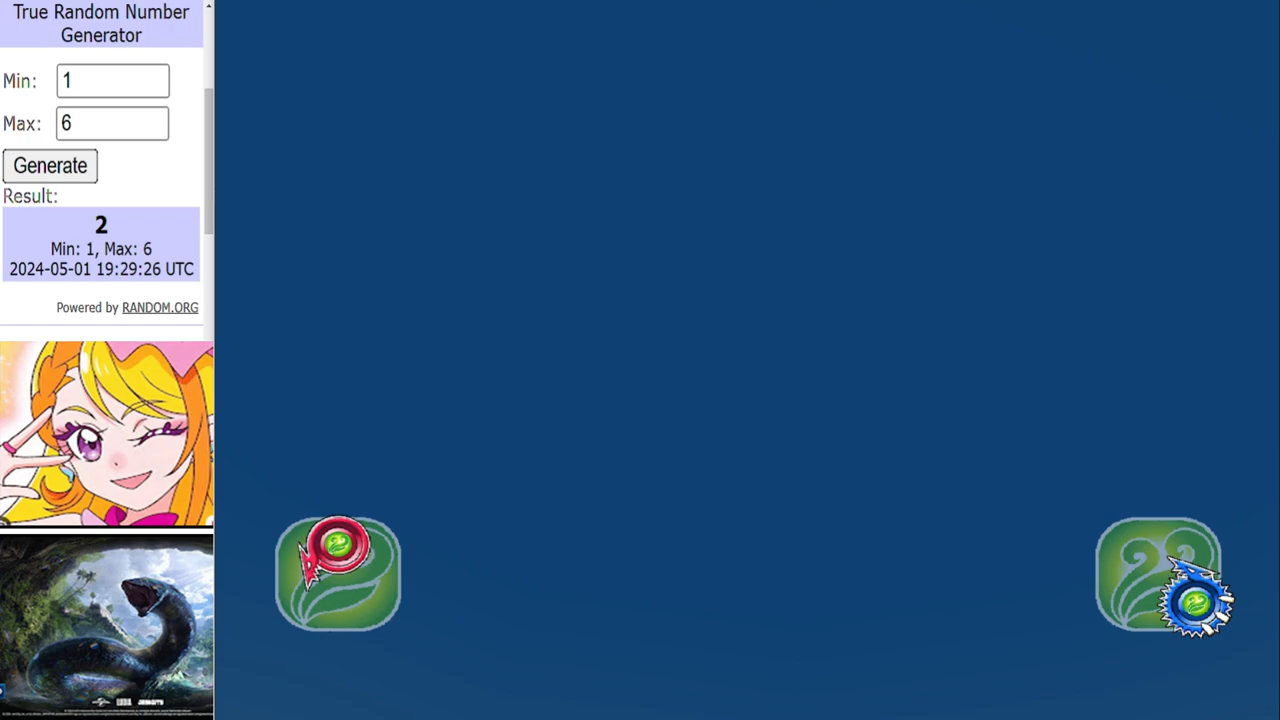 True Random Number
Generator
Min: 1
Max: 6
Generate
Result:
2
Min: 1, Max: 6
2024-05-01 19:29:26 UTC
Powered by RANDOM.ORG